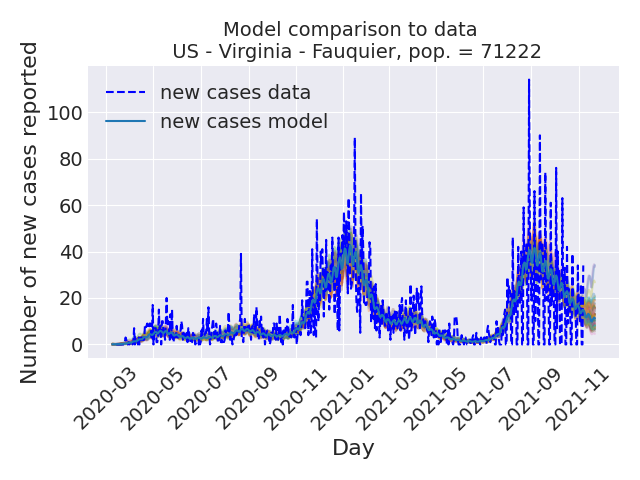 Model comparison to data
US - Virginia - Fauquier, pop. = 71222
new cases data
new cases model
Number of new cases reported
100
80
60
40
20
0
2020-03
2020-05
2020-07
2020-09
2020-11
2021-01
2021-03
2021-05
2021-07
2021-09
2021-11
Day